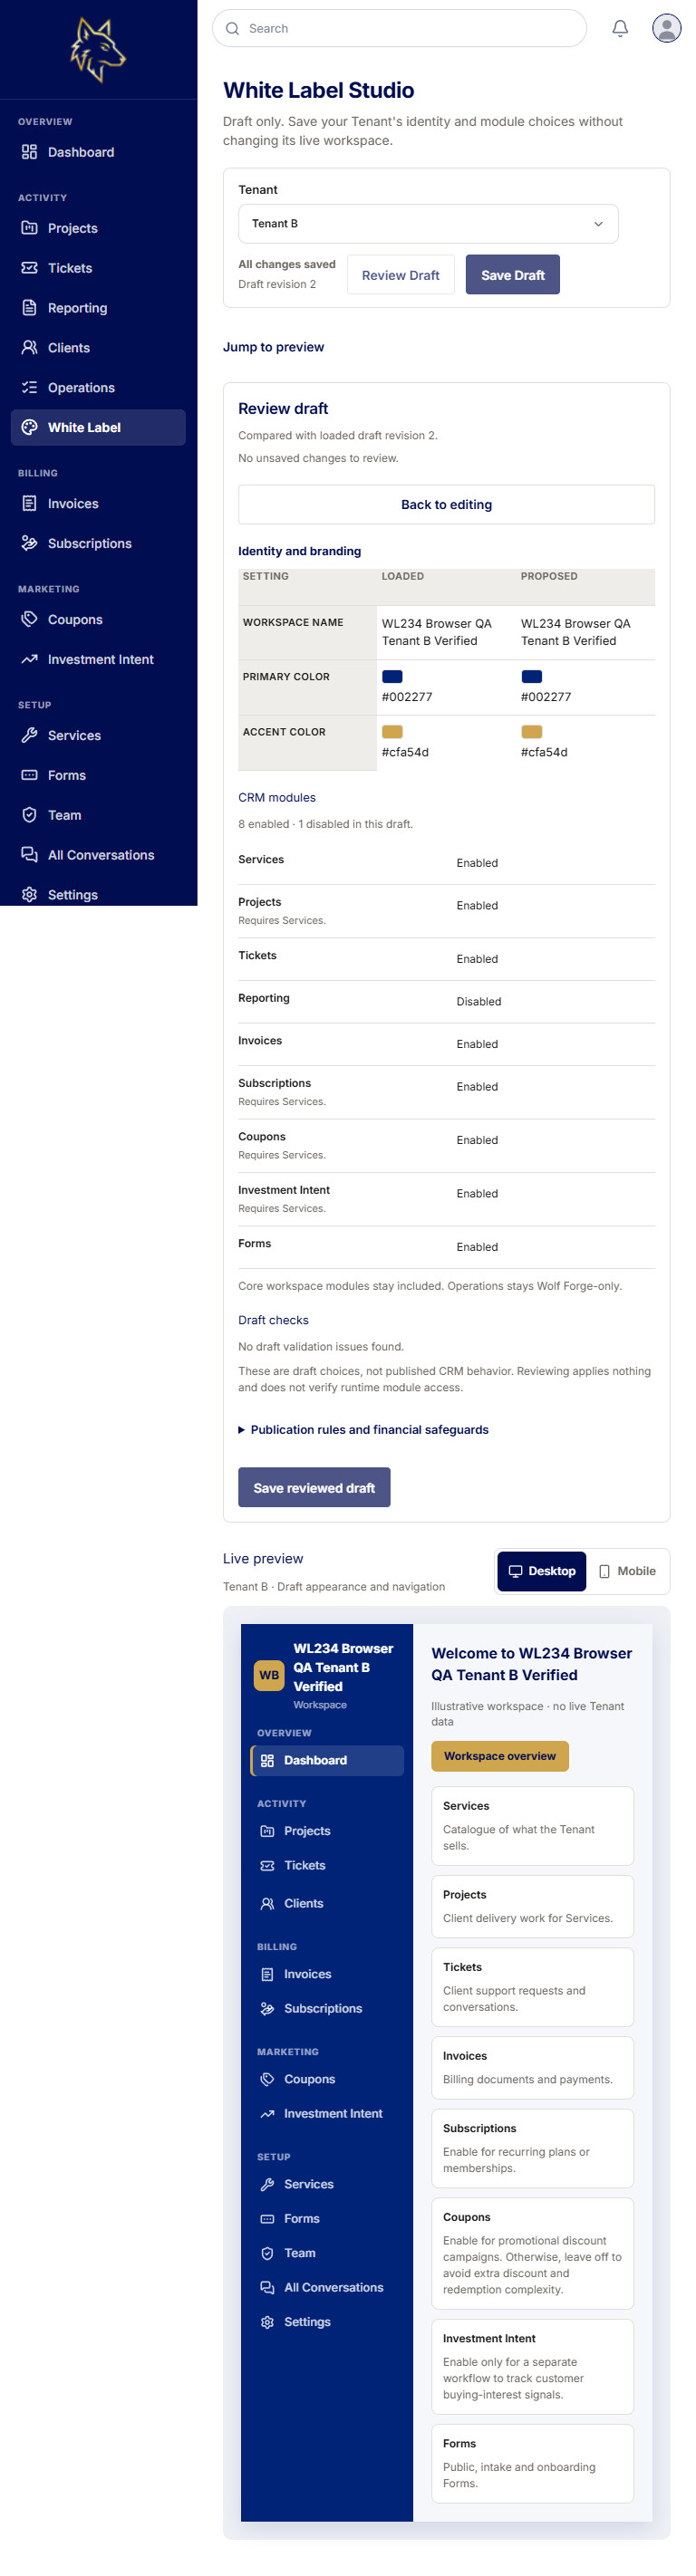 Search
OVERVIEW
Dashboard
ACTIVITY
Projects
Tickets
Reporting
Clients
Operations
White Label
BILLING
Invoices
Subscriptions
MARKETING
Coupons
Investment Intent
SETUP
Services
Forms
Team
All Conversations
Settings
White Label Studio
Draft only. Save your Tenant's identity and module choices without
changing its live workspace.
Tenant
Tenant B
All changes saved
Draft revision 2
Review Draft
Save Draft
Jump to preview
Review draft
Compared with loaded draft revision 2.
No unsaved changes to review.
Back to editing
Identity and branding
SETTING LOADED PROPOSED
WORKSPACE NAME
WL234 Browser QA
Tenant B Verified
WL234 Browser QA
Tenant B Verified
PRIMARY COLOR
#002277
#002277
ACCENT COLOR
#cfa54d
#cfa54d
CRM modules
8 enabled · 1 disabled in this draft.
Services Enabled
Projects Enabled
Requires Services.
Tickets Enabled
Reporting Disabled
Invoices Enabled
Subscriptions Enabled
Requires Services.
Coupons Enabled
Requires Services.
Investment Intent Enabled
Requires Services.
Forms Enabled
Core workspace modules stay included. Operations stays Wolf Forge-only.
Draft checks
No draft validation issues found.
These are draft choices, not published CRM behavior. Reviewing applies nothing
and does not verify runtime module access.
Publication rules and financial safeguards
Save reviewed draft
Live preview
Tenant B · Draft appearance and navigation
Desktop
Mobile
WB
WL234 Browser
QA Tenant B
Verified
Workspace
OVERVIEW
Dashboard
ACTIVITY
Projects
Tickets
Clients
BILLING
Invoices
Subscriptions
MARKETING
Coupons
Investment Intent
SETUP
Services
Forms
Team
All Conversations
Settings
Welcome to WL234 Browser
QA Tenant B Verified
Illustrative workspace · no live Tenant
data
Workspace overview
Services
Catalogue of what the Tenant
sells.
Projects
Client delivery work for Services.
Tickets
Client support requests and
conversations.
Invoices
Billing documents and payments.
Subscriptions
Enable for recurring plans or
memberships.
Coupons
Enable for promotional discount
campaigns. Otherwise, leave off to
avoid extra discount and
redemption complexity.
Investment Intent
Enable only for a separate
workflow to track customer
buying-interest signals.
Forms
Public, intake and onboarding
Forms.